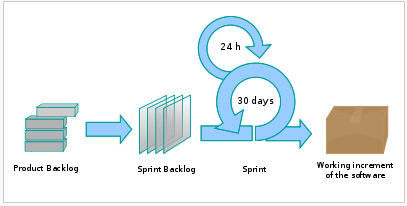 24 h
30 days
Product Backlog
Sprint Backlog
Sprint
Working increment
of the software